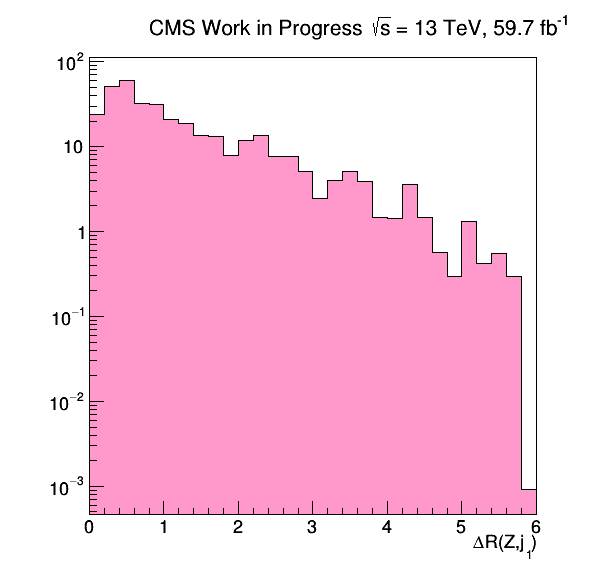 CMS Work in Progress √s = 13 TeV, 59.7 fb⁻¹
10²
10
1
10⁻¹
10⁻²
10⁻³
0 1 2 3 4 5 6
ΔR(Z,j₁)